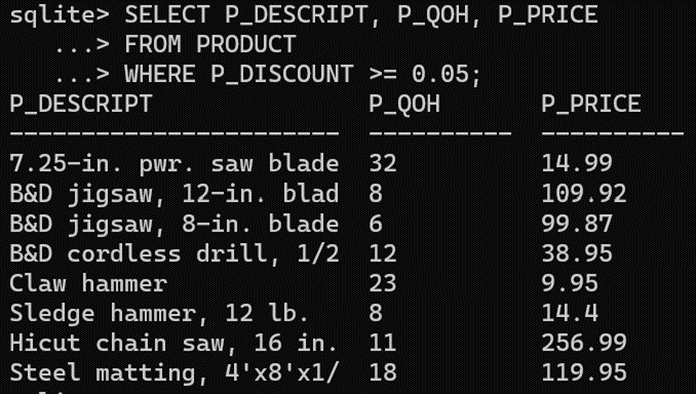 sqlite> SELECT P_DESCRIPT, P_QOH, P_PRICE
   ...> FROM PRODUCT
   ...> WHERE P_DISCOUNT >= 0.05;
P_DESCRIPT               P_QOH       P_PRICE
-----------------------  ----------  ----------
7.25-in. pwr. saw blade  32          14.99
B&D jigsaw, 12-in. blad  8           109.92
B&D jigsaw, 8-in. blade  6           99.87
B&D cordless drill, 1/2  12          38.95
Claw hammer              23          9.95
Sledge hammer, 12 lb.    8           14.4
Hicut chain saw, 16 in.  11          256.99
Steel matting, 4'x8'x1/  18          119.95